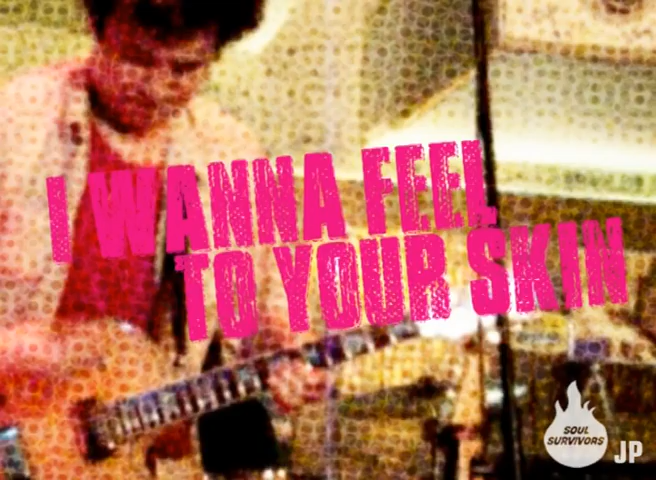 I WANNA FEEL
TO YOUR SKIN
SOUL
SURVIVORS
JP